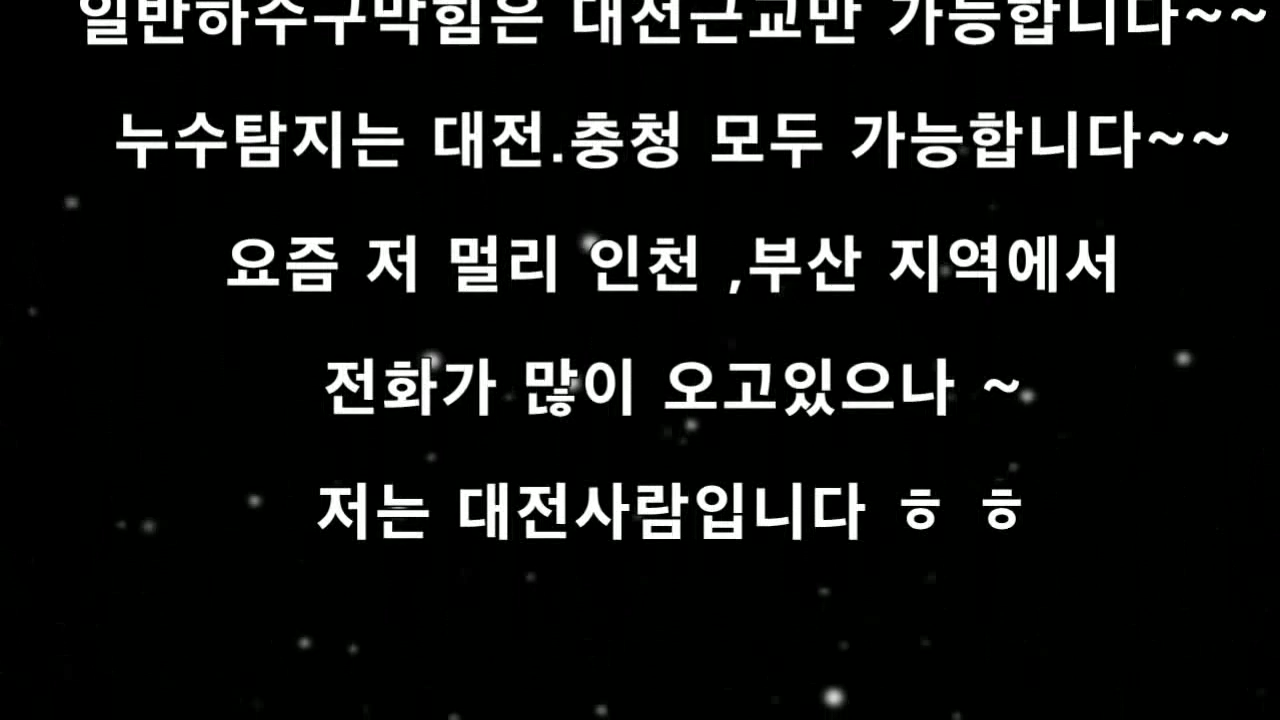 일반하수구막힘은 대전근교만 가능합니다~~
누수탐지는 대전.충청 모두 가능합니다~~
요즘 저 멀리 인천 ,부산 지역에서
전화가 많이 오고있으나 ~
저는 대전사람입니다 ㅎ ㅎ